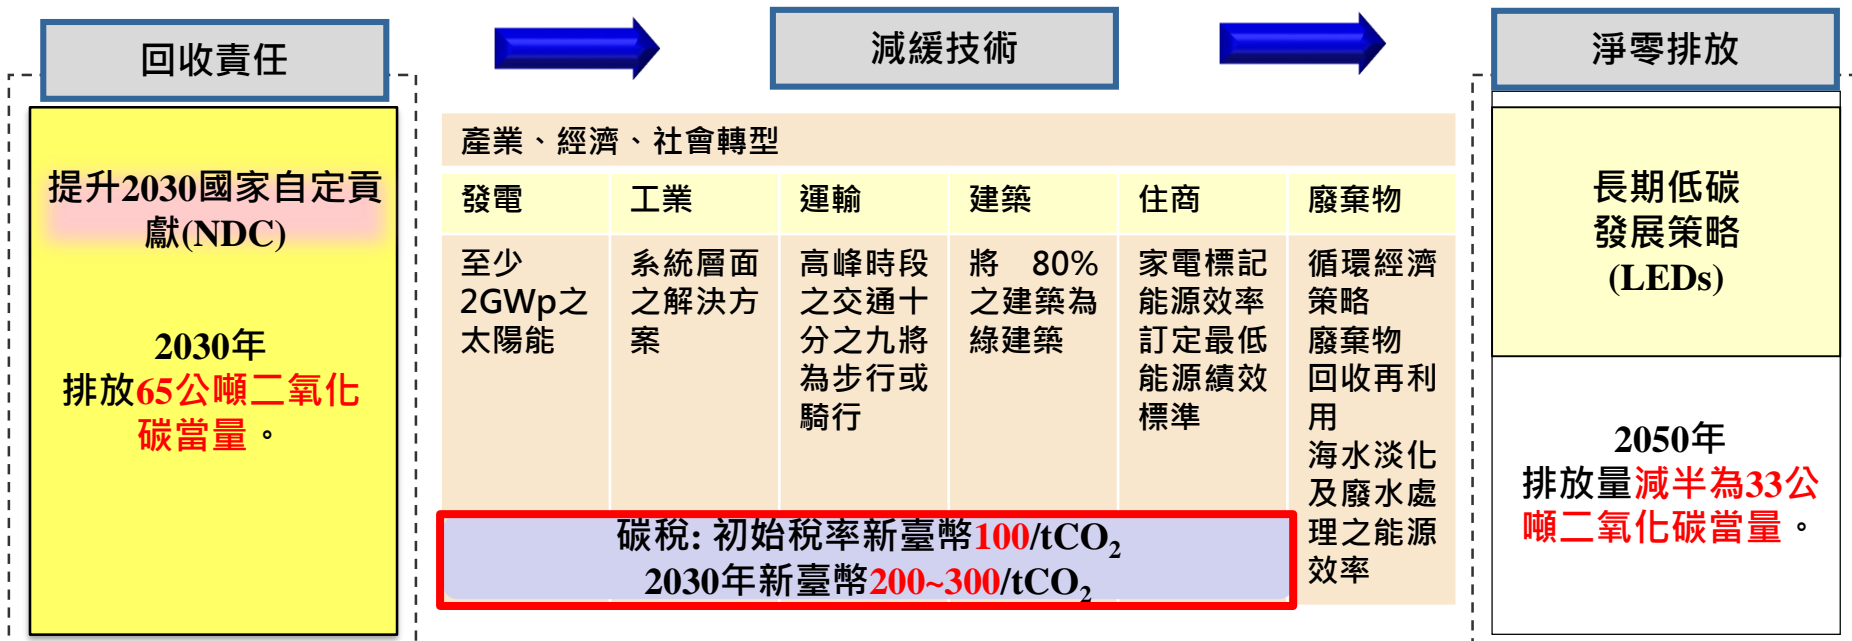 回收責任
減緩技術
淨零排放
提升2030國家自定貢
獻(NDC)
2030年
排放65公噸二氧化
碳當量。
產業、經濟、社會轉型
發電
工業
運輸
建築
住商
廢棄物
至少
2GWp之
太陽能
系統層面
之解決方
案
高峰時段
之交通十
分之九將
為步行或
騎行
將 80%
之建築為
綠建築
家電標記
能源效率
訂定最低
能源績效
標準
循環經濟
策略
廢棄物
回收再利
用
海水淡化
及廢水處
理之能源
效率
碳稅: 初始稅率新臺幣100/tCO₂
2030年新臺幣200~300/tCO₂
長期低碳
發展策略
(LEDs)
2050年
排放量減半為33公
噸二氧化碳當量。